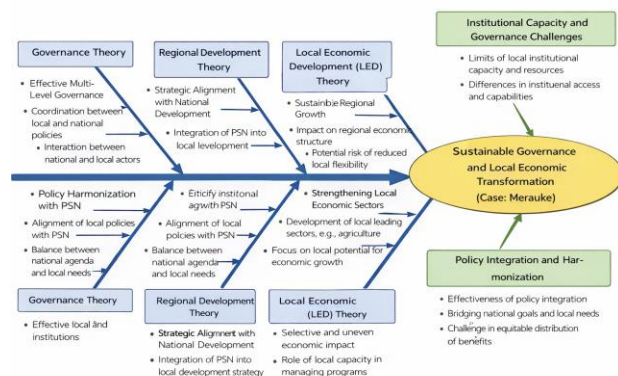 Governance Theory
• Effective Multi-
Level Governance
• Coordination between
local and national
policies
• Interaction between
national and local actors
Regional Development
Theory
• Strategic Alignment
with National
Development
• Integration of PSN into
local development
Local Economic
Development (LED)
Theory
• Sustainible Regional
Growth
• Impact on regional economic
structure
• Potential risk of reduced
local flexibility
Institutional Capacity and
Governance Challenges
• Limits of local institutional
capacity and resources
• Differences in
access
and capabilities
Sustainable Governance
and Local Economic
Transformation
(Case: Merauke)
• Policy Harmonization
with PSN
• Alignment of local policies
with PSN
• Balance between
national agenda
and local needs
Governance Theory
• Effective local and
institutions
with PSN
• Alignment of local
policies with PSN
• Balance between
national agenda
and local needs
Regional Development Theory
• Strategic Alignment with
National Development
• Integration of PSN into
local development strategy
• Strengthening Local
Economic Sectors
• Development of local leading
sectors, e.g., agriculture
• Focus on local potential for
economic growth
Local Economic
(LED) Theory
• Selective and uneven
economic impact
• Role of local capacity in
managing programs
Policy Integration and Har-
monization
• Effectiveness of policy integration
• Bridging national goals and local needs
• Challenge in equitable distribution
of benefits